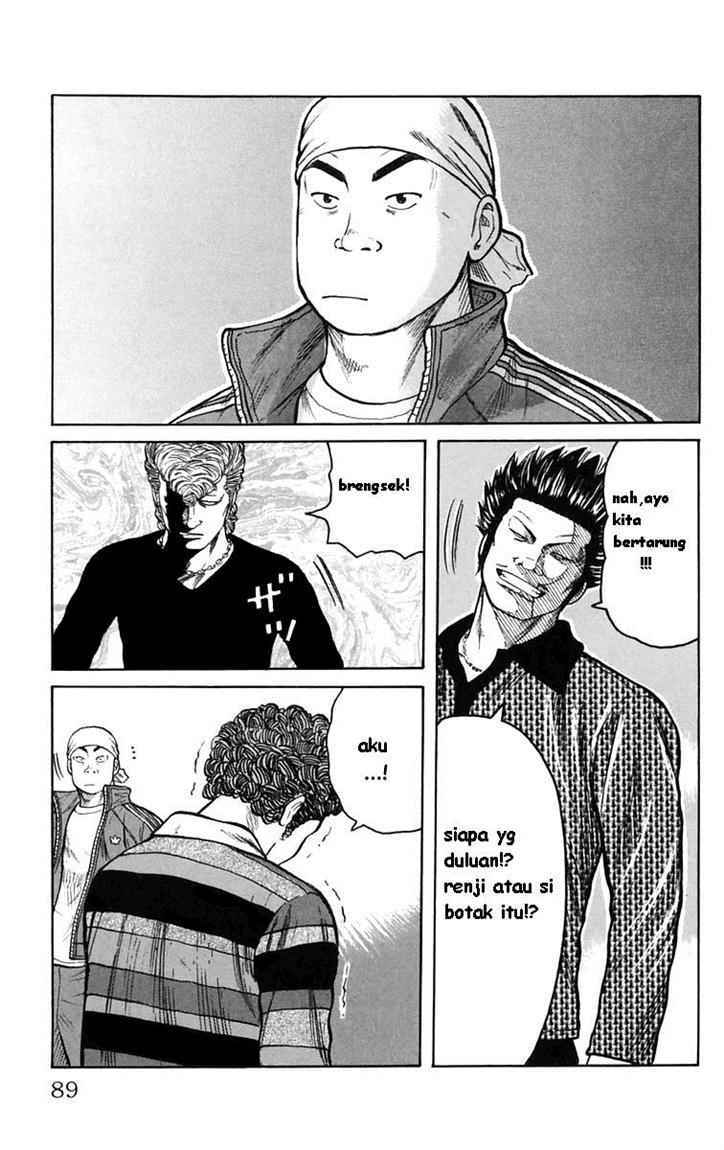 nah,ayo
kita
bertarung
!!!
siapa yg
duluan!?
renji atau si
botak itu!?
brengsek!
ザ"
ッ
aku
...!
89